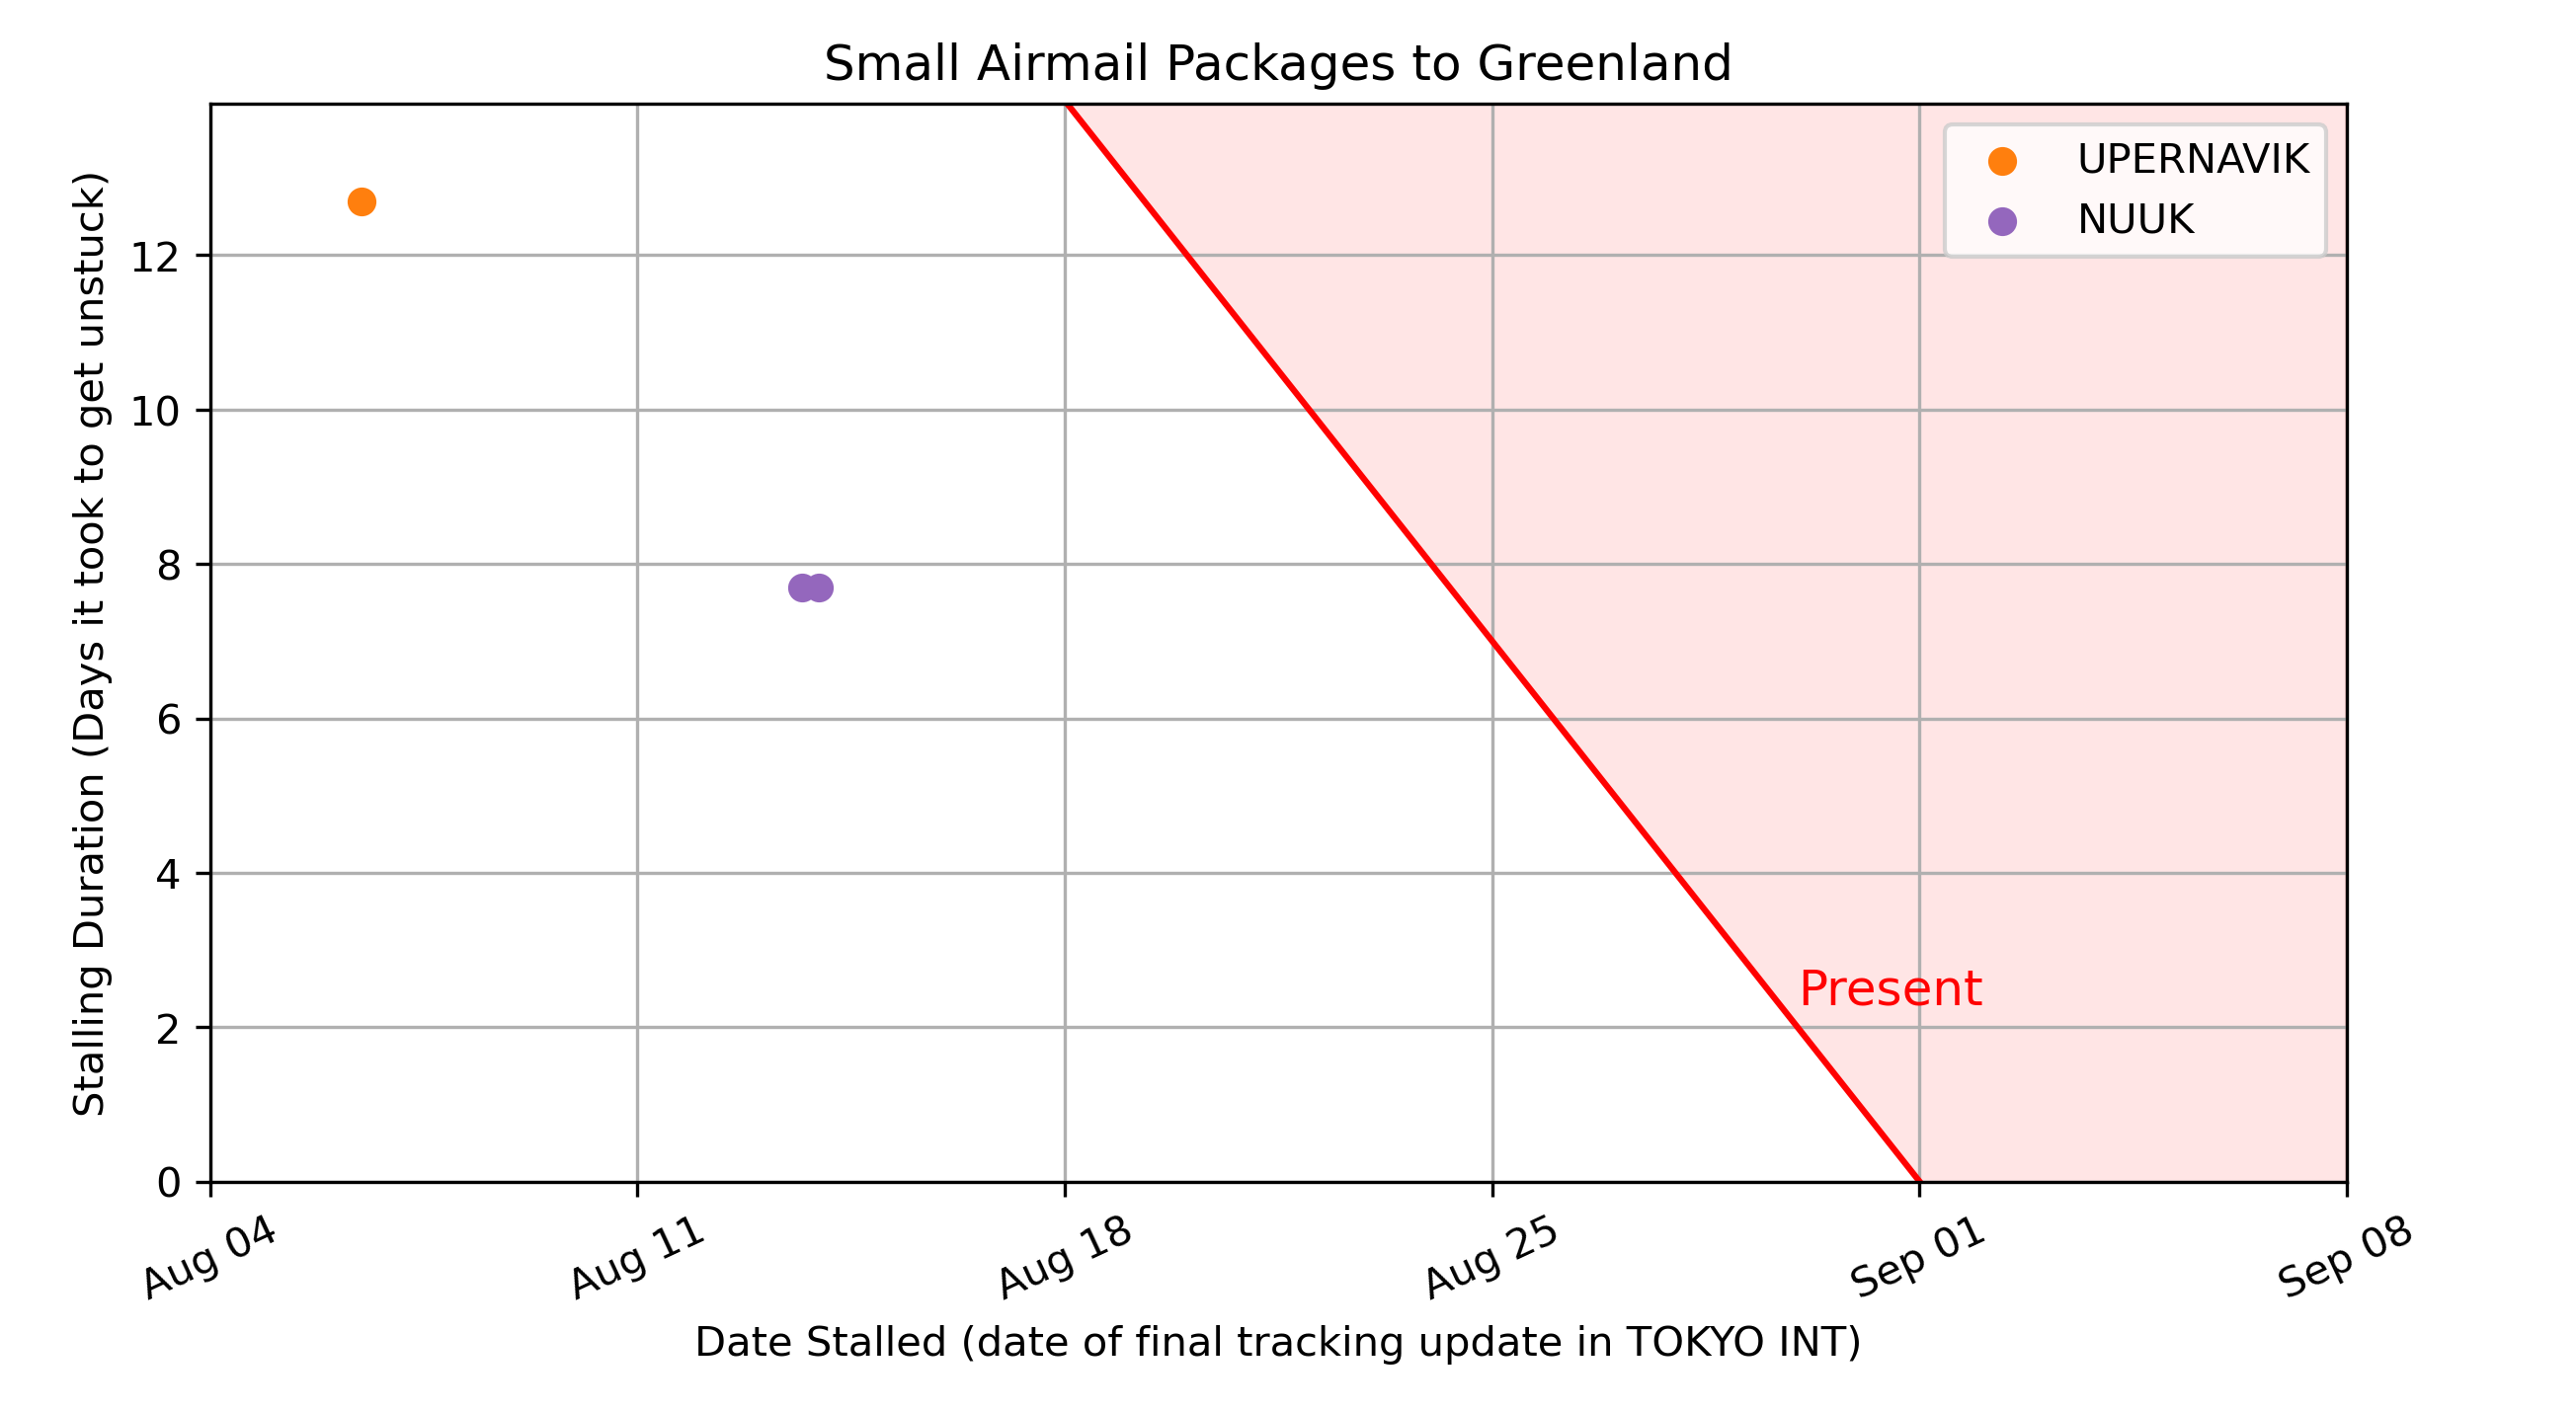 Small Airmail Packages to Greenland
UPERNAVIK
NUUK
Stalling Duration (Days it took to get unstuck)
12
10
8
6
4
2
0
Present
Aug 04
Aug 11
Aug 18
Aug 25
Sep 01
Sep 08
Date Stalled (date of final tracking update in TOKYO INT)